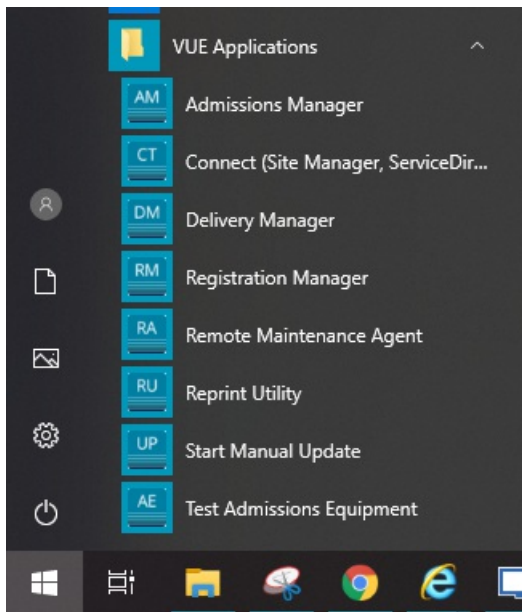 VUE Applications
AM Admissions Manager
CT Connect (Site Manager, ServiceDir...
DM Delivery Manager
RM Registration Manager
RA Remote Maintenance Agent
RU Reprint Utility
UP Start Manual Update
AE Test Admissions Equipment